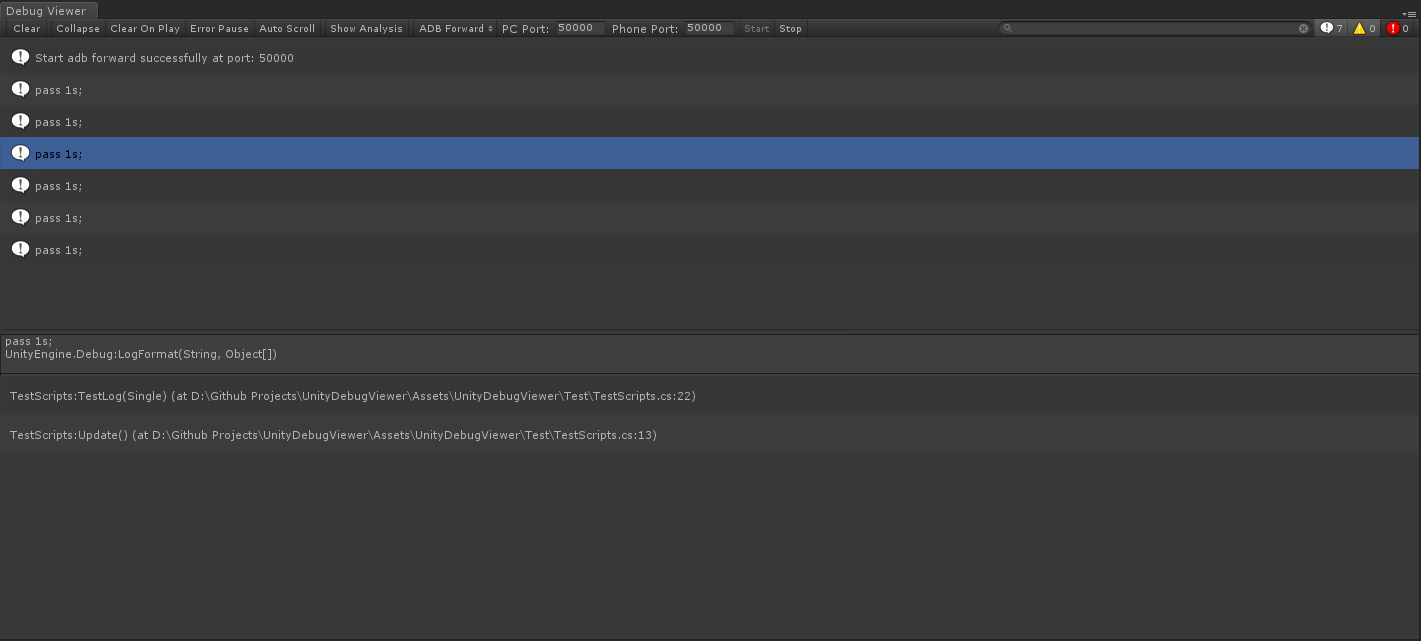 Debug Viewer
Clear Collapse Clear On Play Error Pause Auto Scroll Show Analysis ADB Forward PC Port: 50000 Phone Port: 50000 Start Stop 7 0 0
Start adb forward successfully at port: 50000
pass 1s;
pass 1s;
pass 1s;
pass 1s;
pass 1s;
pass 1s;
pass 1s;
UnityEngine.Debug:LogFormat(String, Object[])
TestScripts:TestLog(Single) (at D:\Github Projects\UnityDebugViewer\Assets\UnityDebugViewer\Test\TestScripts.cs:22)
TestScripts:Update() (at D:\Github Projects\UnityDebugViewer\Assets\UnityDebugViewer\Test\TestScripts.cs:13)